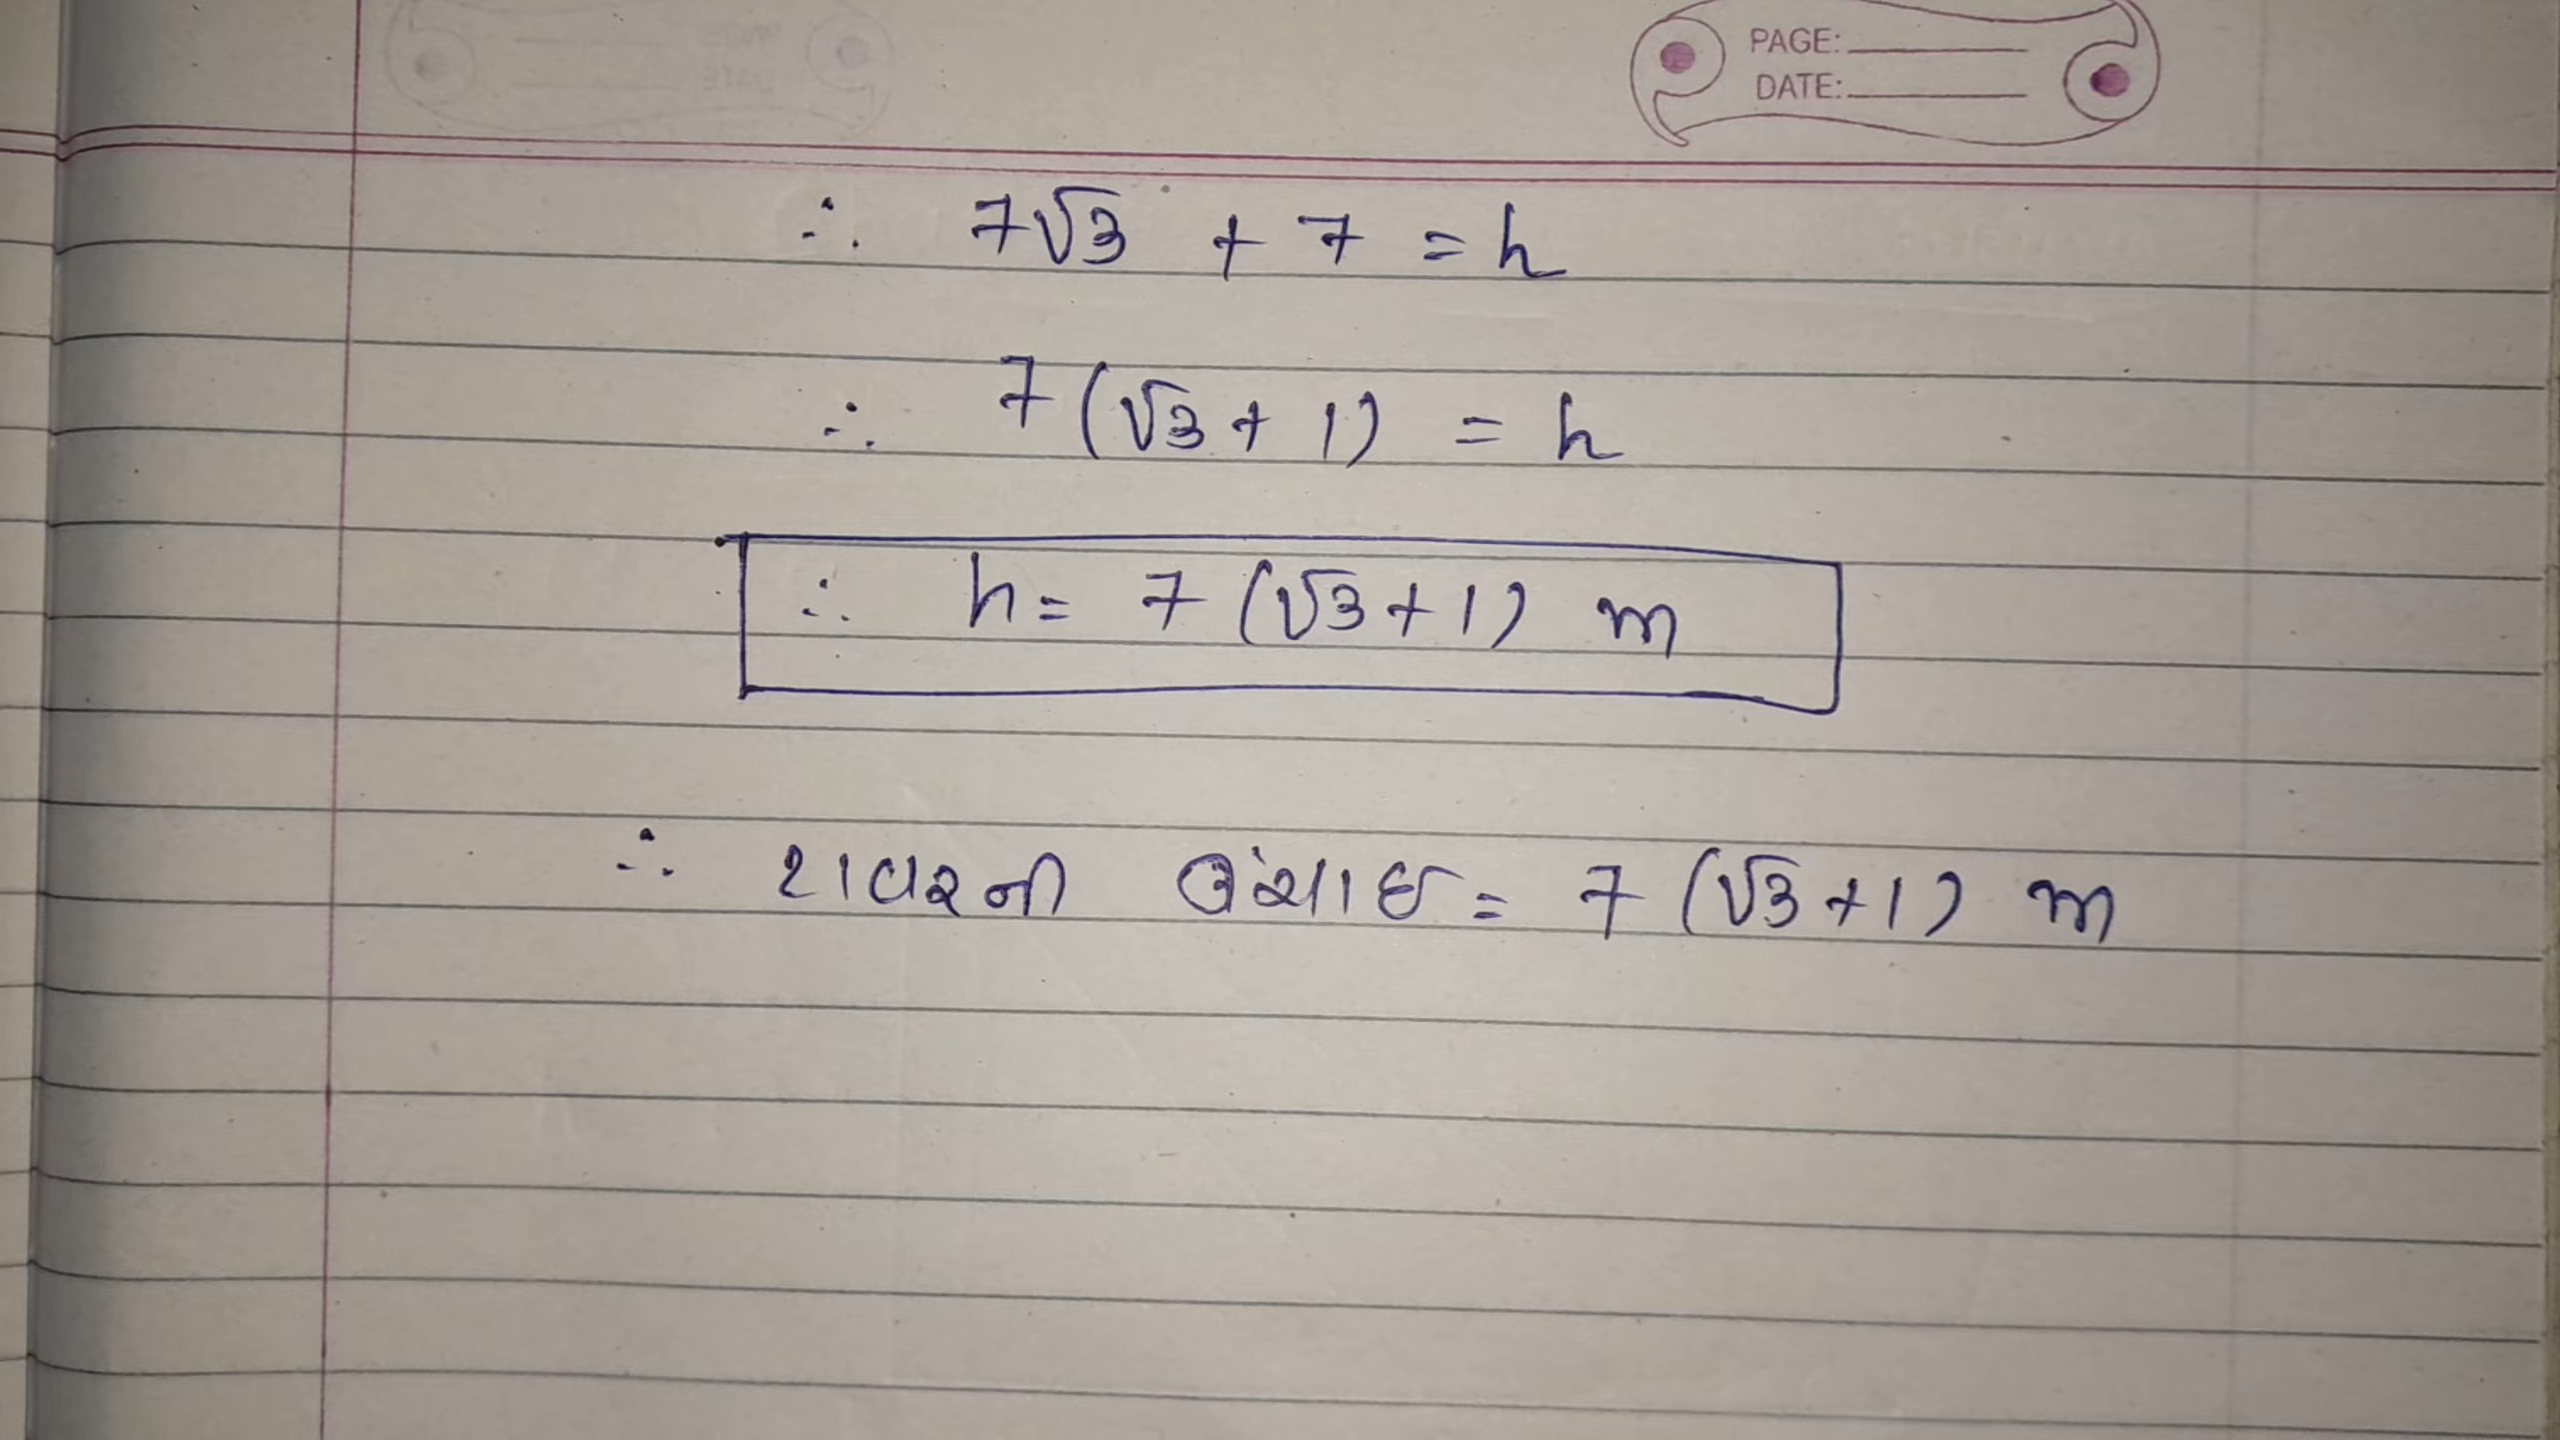 PAGE:
DATE:
∴ 7√3 + 7 = h
∴ 7(√3 + 1) = h
∴ h = 7(√3 + 1) m
∴ ટાવરની ઉંચાઈ = 7(√3 + 1) m